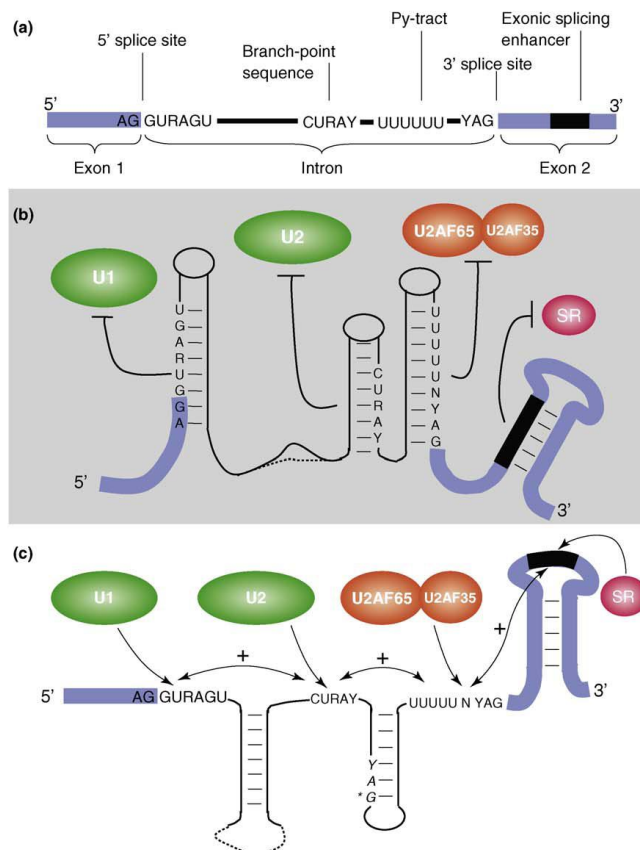 (a)
5' splice site
Branch-point
sequence
Py-tract
3' splice site
Exonic splicing
enhancer
5'
AG GURAGU CURAY UUUUUU YAG
3'
Exon 1
Intron
Exon 2
(b)
U1
U2
U2AF65
U2AF35
SR
U
G
A
R
U
G
G
A
C
U
R
A
Y
U
U
U
U
U
N
Y
A
G
5'
3'
(c)
U1
U2
U2AF65
U2AF35
SR
+
+
+
5'
AG GURAGU CURAY UUUUU N YAG
3'
Y
A
* G